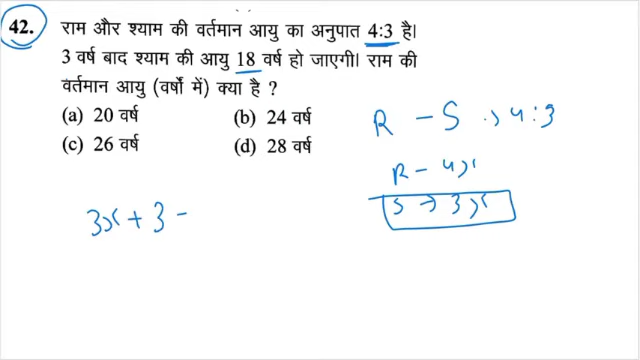 42. राम और श्याम की वर्तमान आयु का अनुपात 4:3 है।
3 वर्ष बाद श्याम की आयु 18 वर्ष हो जाएगी। राम की
वर्तमान आयु (वर्षों में) क्या है ?
(a) 20 वर्ष (b) 24 वर्ष
(c) 26 वर्ष (d) 28 वर्ष
R – S → 4:3
R – 4x
S → 3x
3x + 3 –